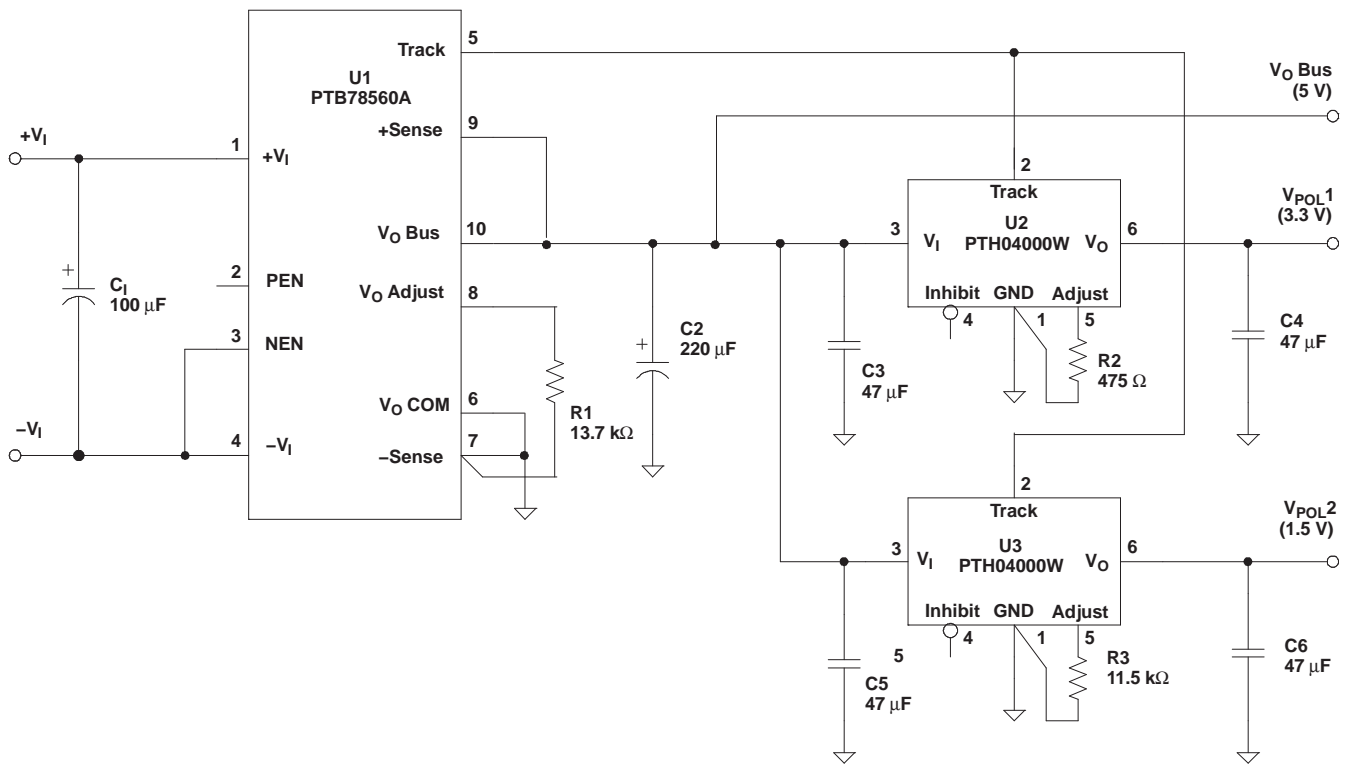 Track
5
U1
PTB78560A
+Sense
9
+VI
1
+VI
VO Bus
10
+
CI
100 μF
2
PEN
VO Adjust
8
3
NEN
R1
13.7 kΩ
VO COM
6
−VI
4
−VI
−Sense
7
+
C2
220 μF
VO Bus
(5 V)
2
Track
U2
PTH04000W
3
VI
VO
6
VPOL1
(3.3 V)
Inhibit
GND
Adjust
4
1
5
C3
47 μF
R2
475 Ω
C4
47 μF
2
Track
U3
PTH04000W
3
VI
VO
6
VPOL2
(1.5 V)
Inhibit
GND
Adjust
4
1
5
5
C5
47 μF
R3
11.5 kΩ
C6
47 μF